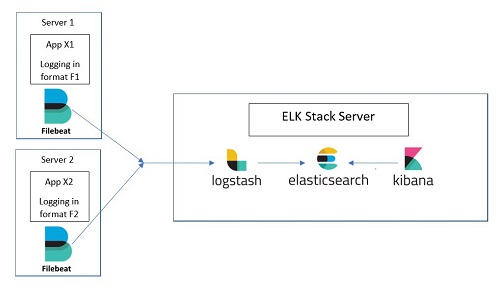 Server 1
App X1
Logging in
format F1
Filebeat
Server 2
App X2
Logging in
format F2
Filebeat
ELK Stack Server
logstash
elasticsearch
kibana